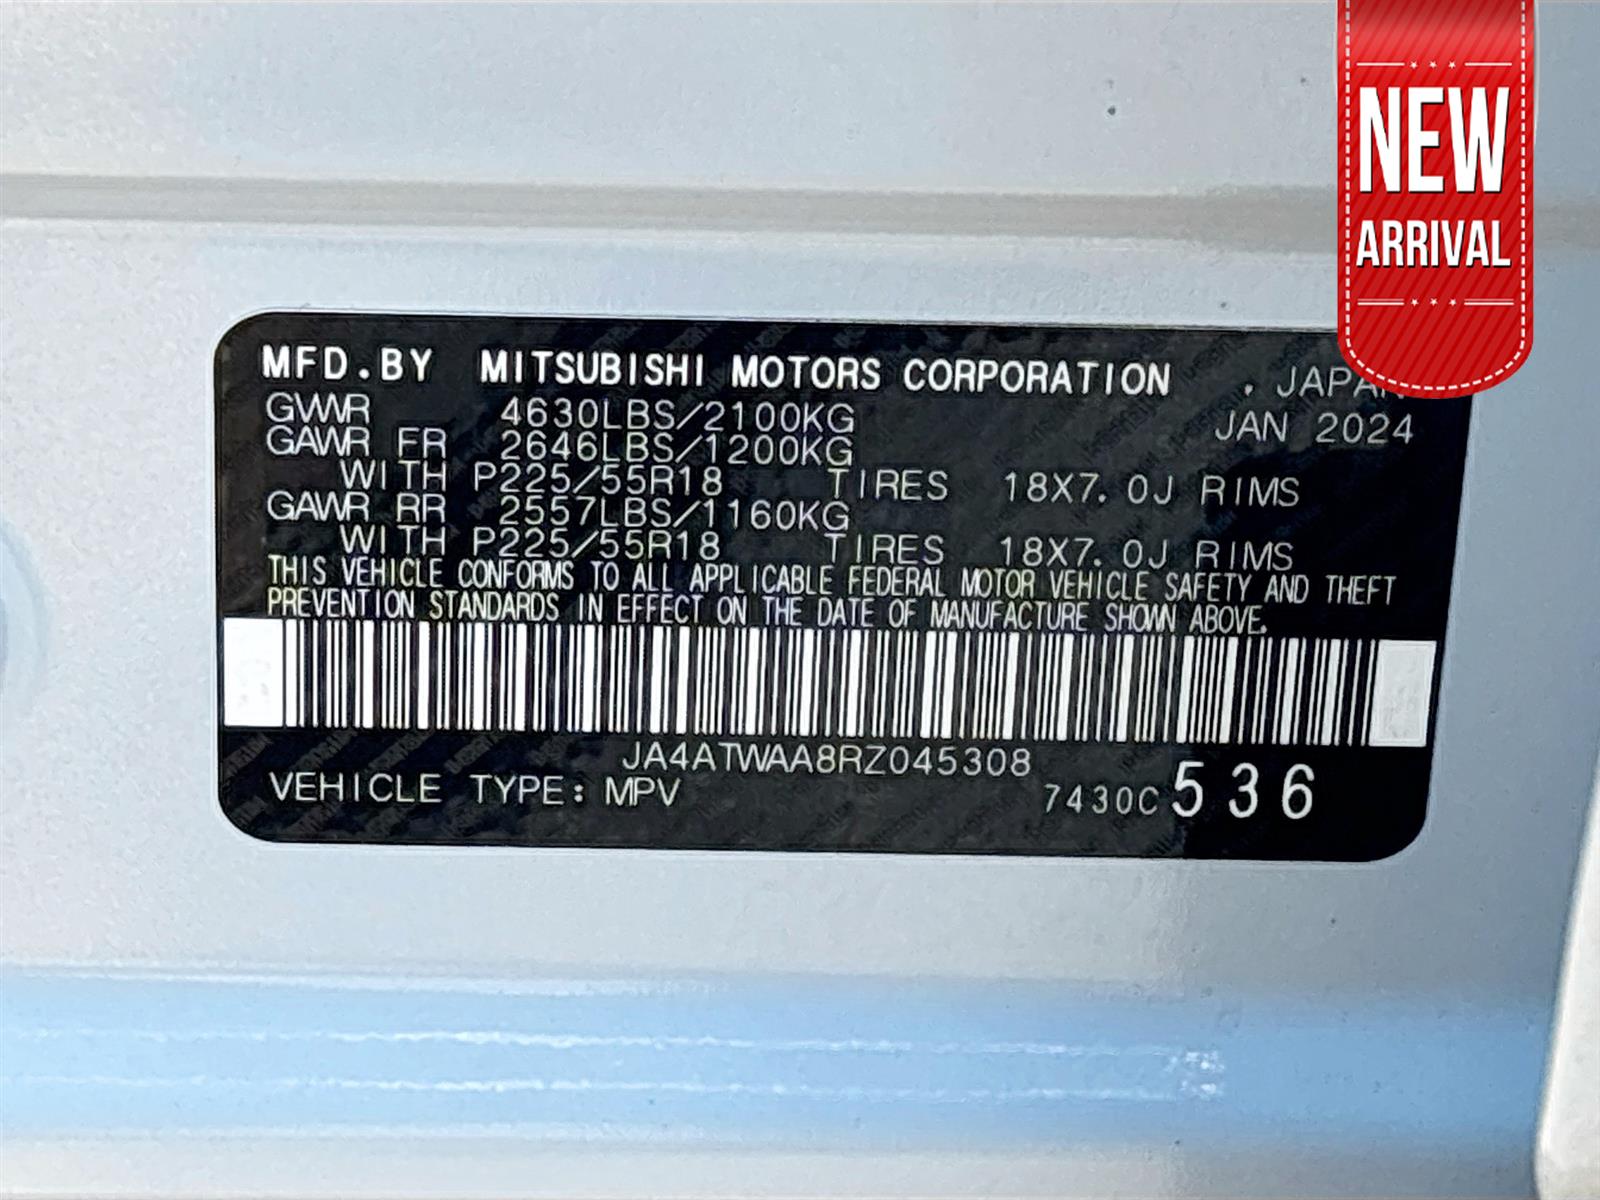 NEW
ARRIVAL
MFD.BY MITSUBISHI MOTORS CORPORATION . JAPAN
GVWR 4630LBS/2100KG JAN 2024
GAWR FR 2646LBS/1200KG
WITH P225/55R18 TIRES 18X7.0J RIMS
GAWR RR 2557LBS/1160KG
WITH P225/55R18 TIRES 18X7.0J RIMS
THIS VEHICLE CONFORMS TO ALL APPLICABLE FEDERAL MOTOR VEHICLE SAFETY AND THEFT
PREVENTION STANDARDS IN EFFECT ON THE DATE OF MANUFACTURE SHOWN ABOVE.
JA4ATWAA8RZ045308
VEHICLE TYPE: MPV 7430C 536